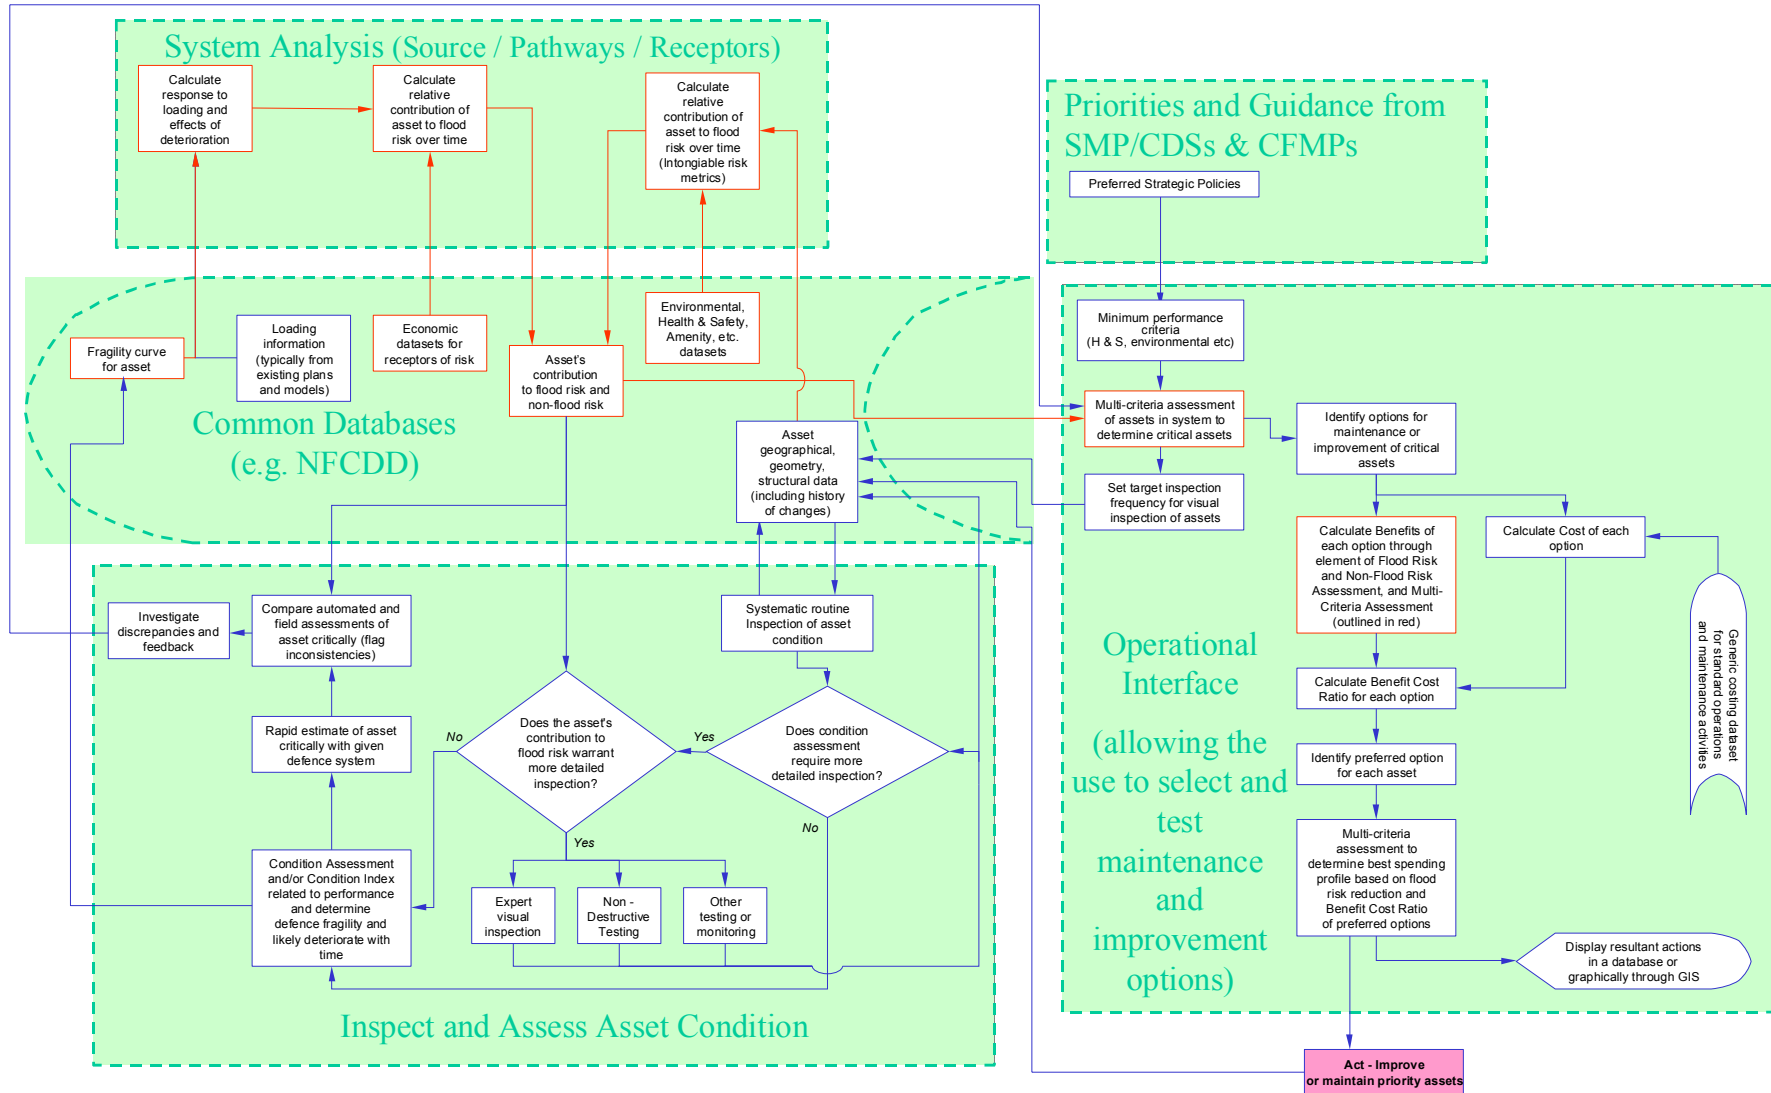 System Analysis (Source / Pathways / Receptors)
Calculate
response to
loading and
effects of
deterioration
Calculate
relative
contribution of
asset to flood
risk over time
Calculate
relative
contribution of
asset to flood
risk over time
(Intongiable risk
metrics)
Priorities and Guidance from
SMP/CDSs & CFMPs
Preferred Strategic Policies
Fragility curve
for asset
Loading
information
(typically from
existing plans
and models)
Economic
datasets for
receptors of risk
Asset's
contribution
to flood risk and
non-flood risk
Environmental,
Health & Safety,
Amenity, etc.
datasets
Common Databases
(e.g. NFCDD)
Asset
geographical,
geometry,
structural data
(including history
of changes)
Minimum performance
criteria
(H & S, environmental etc)
Multi-criteria assessment
of assets in system to
determine critical assets
Set target inspection
frequency for visual
inspection of assets
Identify options for
maintenance or
improvement of critical
assets
Calculate Benefits of
each option through
element of Flood Risk
and Non-Flood Risk
Assessment, and Multi-
Criteria Assessment
(outlined in red)
Calculate Cost of each
option
Generic costing dataset
for standard operations
and maintenance activities
Calculate Benefit Cost
Ratio for each option
Identify preferred option
for each asset
Multi-criteria
assessment to
determine best spending
profile based on flood
risk reduction and
Benefit Cost Ratio
of preferred options
Display resultant actions
in a database or
graphically through GIS
Operational
Interface
(allowing the
use to select and
test
maintenance
and
improvement
options)
Act - Improve
or maintain priority assets
Investigate
discrepancies and
feedback
Compare automated and
field assessments of
asset critically (flag
inconsistencies)
Systematic routine
Inspection of asset
condition
Rapid estimate of asset
critically with given
defence system
No
Does the asset's
contribution to
flood risk warrant
more detailed
inspection?
Yes
Does condition
assessment
require more
detailed inspection?
No
Yes
Condition Assessment
and/or Condition Index
related to performance
and determine
defence fragility and
likely deteriorate with
time
Expert
visual
inspection
Non -
Destructive
Testing
Other
testing or
monitoring
Inspect and Assess Asset Condition